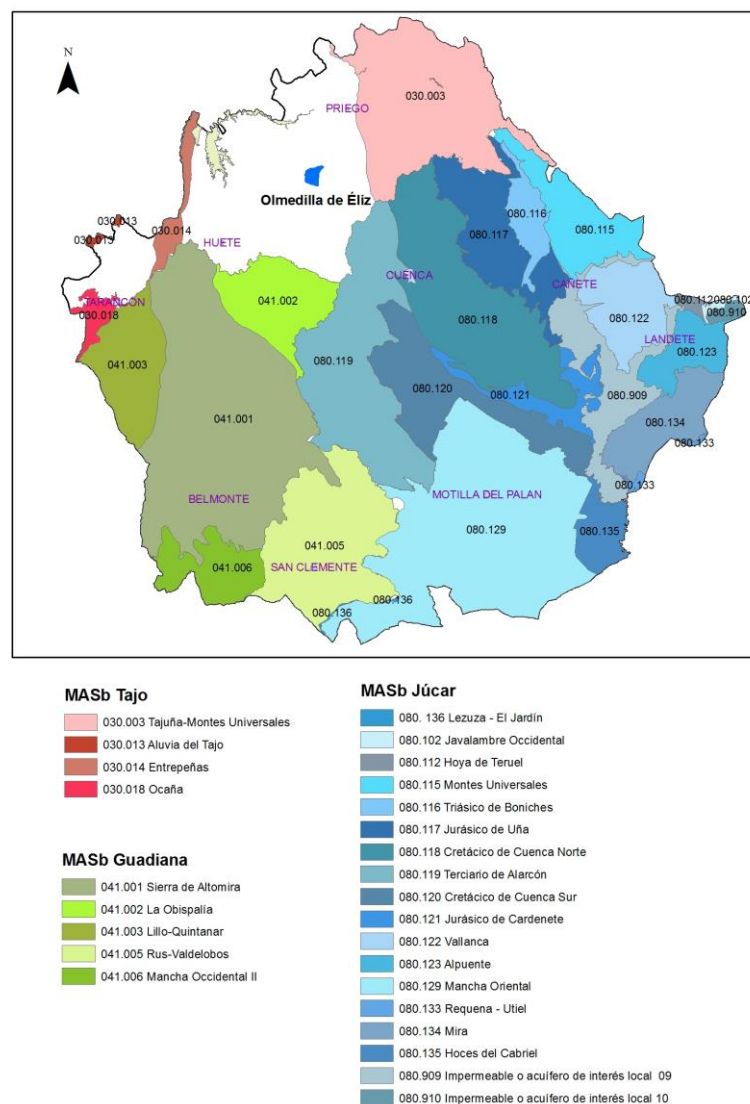 N
030.003
PRIEGO
Olmedilla de Éliz
080.116
080.115
030.013
030.013
030.014
HUETE
080.117
CUENCA
CAÑETE
041.002
TARANCON
030.018
080.112
080.102
080.910
080.122
LANDETE
080.118
080.123
041.003
080.119
080.120
080.121
080.909
041.001
080.134
080.133
080.133
BELMONTE
MOTILLA DEL PALAN
080.129
080.135
041.005
041.006
SAN CLEMENTE
080.136
080.136
MASb Tajo
030.003 Tajuña-Montes Universales
030.013 Aluvia del Tajo
030.014 Entrepeñas
030.018 Ocaña
MASb Guadiana
041.001 Sierra de Altomira
041.002 La Obispalía
041.003 Lillo-Quintanar
041.005 Rus-Valdelobos
041.006 Mancha Occidental II
MASb Júcar
080. 136 Lezuza - El Jardín
080.102 Javalambre Occidental
080.112 Hoya de Teruel
080.115 Montes Universales
080.116 Triásico de Boniches
080.117 Jurásico de Uña
080.118 Cretácico de Cuenca Norte
080.119 Terciario de Alarcón
080.120 Cretácico de Cuenca Sur
080.121 Jurásico de Cardenete
080.122 Vallanca
080.123 Alpuente
080.129 Mancha Oriental
080.133 Requena - Utiel
080.134 Mira
080.135 Hoces del Cabriel
080.909 Impermeable o acuífero de interés local 09
080.910 Impermeable o acuífero de interés local 10